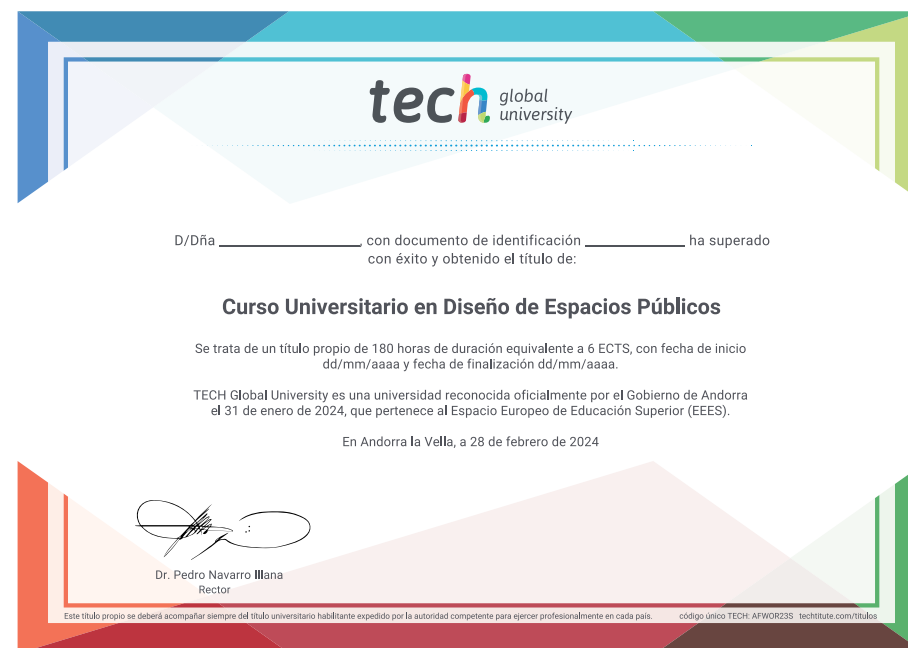 tech global
university
D/Dña ______________, con documento de identificación ______________ ha superado
con éxito y obtenido el título de:
Curso Universitario en Diseño de Espacios Públicos
Se trata de un título propio de 180 horas de duración equivalente a 6 ECTS, con fecha de inicio
dd/mm/aaaa y fecha de finalización dd/mm/aaaa.
TECH Global University es una universidad reconocida oficialmente por el Gobierno de Andorra
el 31 de enero de 2024, que pertenece al Espacio Europeo de Educación Superior (EEES).
En Andorra la Vella, a 28 de febrero de 2024
Dr. Pedro Navarro Illana
Rector
Este título propio se deberá acompañar siempre del título universitario habilitante expedido por la autoridad competente para ejercer profesionalmente en cada país. código único TECH: AFWOR23S techtitute.com/titulos